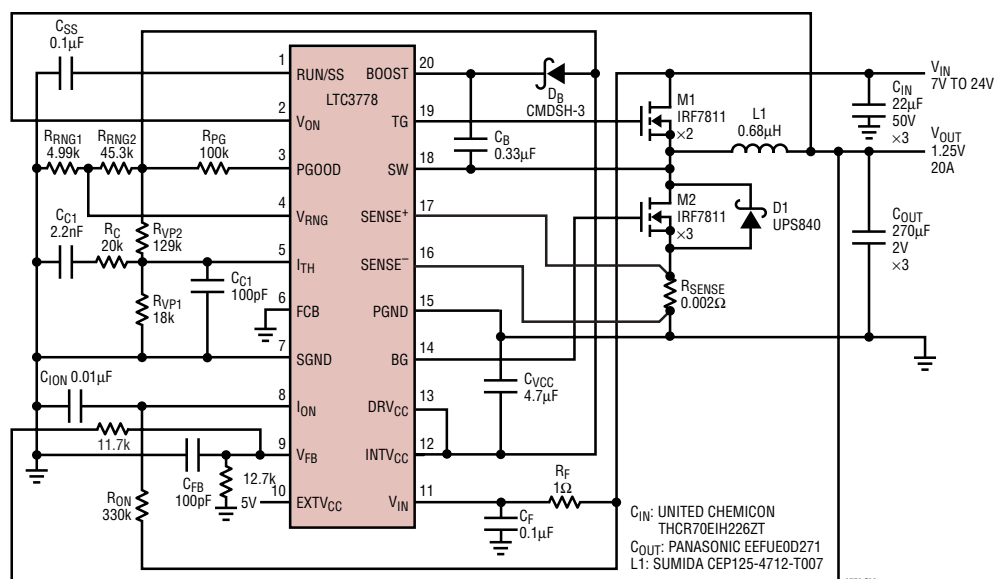 CSS
0.1µF
RRNG1
4.99k
RRNG2
45.3k
RPG
100k
CC1
2.2nF
RC
20k
RVP2
129k
RVP1
18k
CC1
100pF
CION 0.01µF
11.7k
CFB
100pF
12.7k
RON
330k
5V
LTC3778
1
RUN/SS
2
VON
3
PGOOD
4
VRNG
5
ITH
6
FCB
7
SGND
8
ION
9
VFB
10
EXTVCC
20
BOOST
19
TG
18
SW
17
SENSE+
16
SENSE–
15
PGND
14
BG
13
DRVCC
12
INTVCC
11
VIN
DB
CMDSH-3
CB
0.33µF
M1
IRF7811
×2
L1
0.68µH
M2
IRF7811
×3
D1
UPS840
RSENSE
0.002Ω
CVCC
4.7µF
RF
1Ω
CF
0.1µF
VIN
7V TO 24V
CIN
22µF
50V
×3
VOUT
1.25V
20A
COUT
270µF
2V
×3
CIN: UNITED CHEMICON
THCR70EIH226ZT
COUT: PANASONIC EEFUE0D271
L1: SUMIDA CEP125-4712-T007